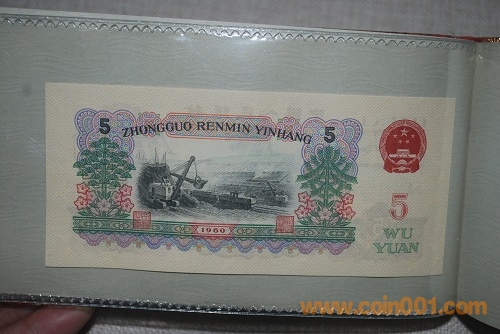 5
ZHONGGUO RENMIN YINHANG
5
1960
5
WU
YUAN
www.coin001.com